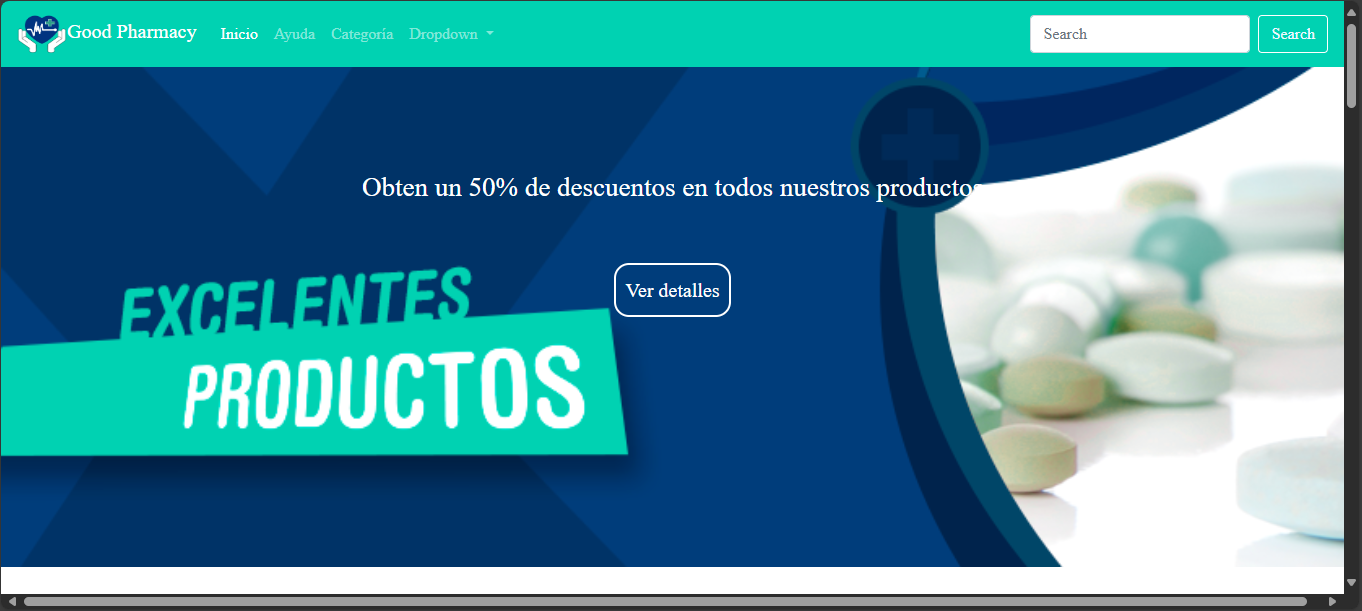 Good Pharmacy Inicio Ayuda Categoría Dropdown Search Search
Obten un 50% de descuentos en todos nuestros productos
Ver detalles
EXCELENTES
PRODUCTOS